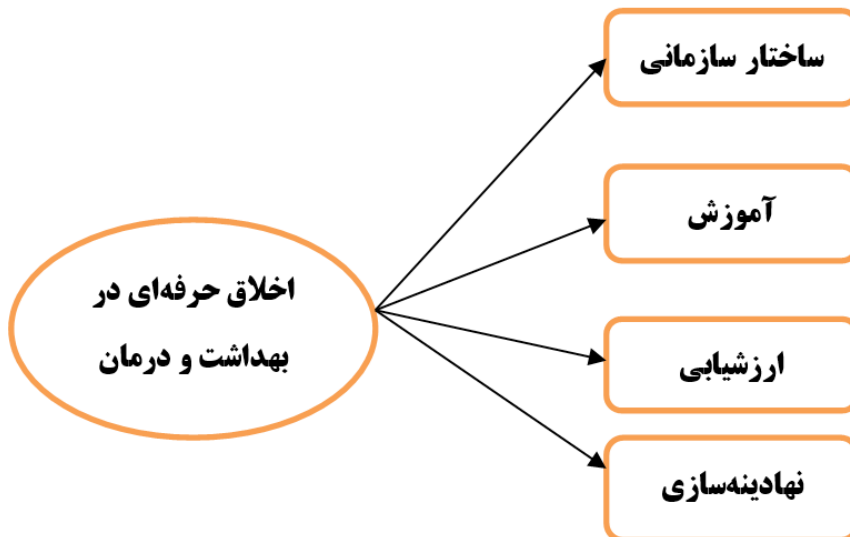 ساختار سازمانی
آموزش
اخلاق حرفه‌ای در
بهداشت و درمان
ارزشیابی
نهادینه‌سازی